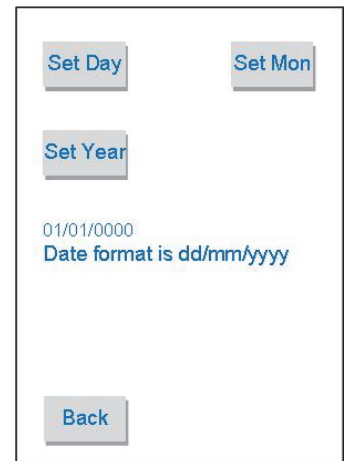 Set Day
Set Mon
Set Year
01/01/0000
Date format is dd/mm/yyyy
Back